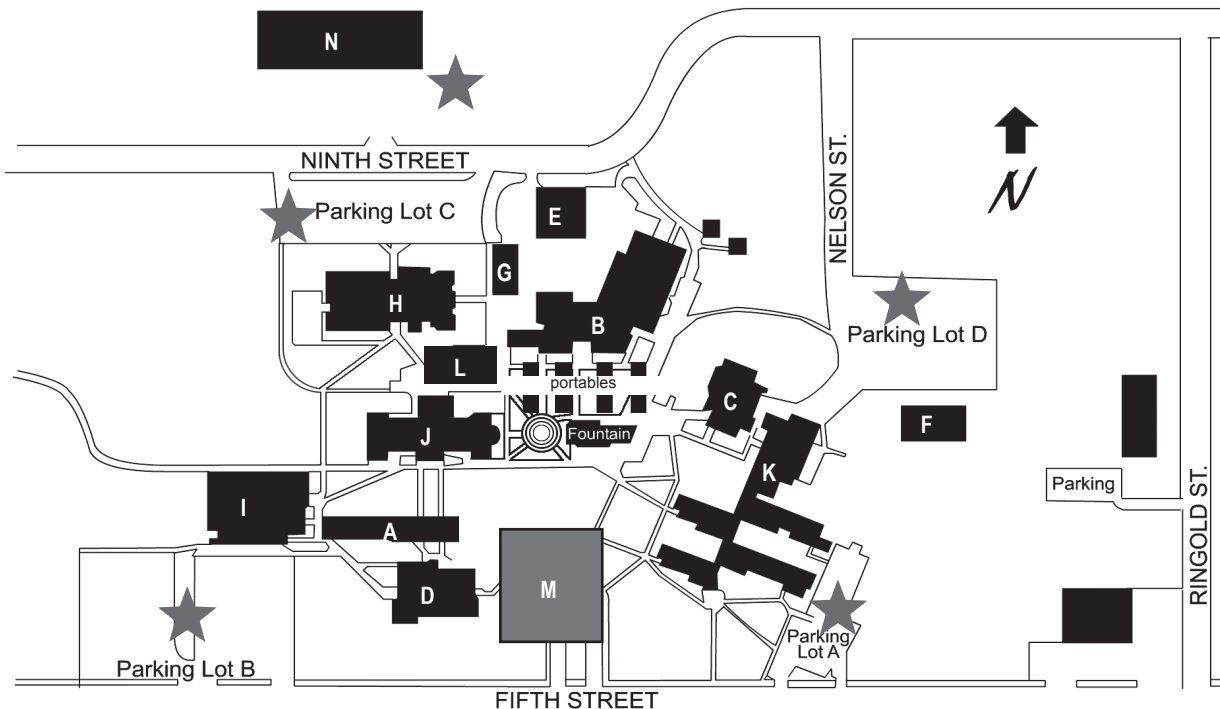 N
NINTH STREET
NELSON ST.
N
Parking Lot C
E
G
H
B
Parking Lot D
L
portables
C
J
Fountain
F
K
Parking
I
A
RINGOLD ST.
D
M
Parking
Lot A
Parking Lot B
FIFTH STREET